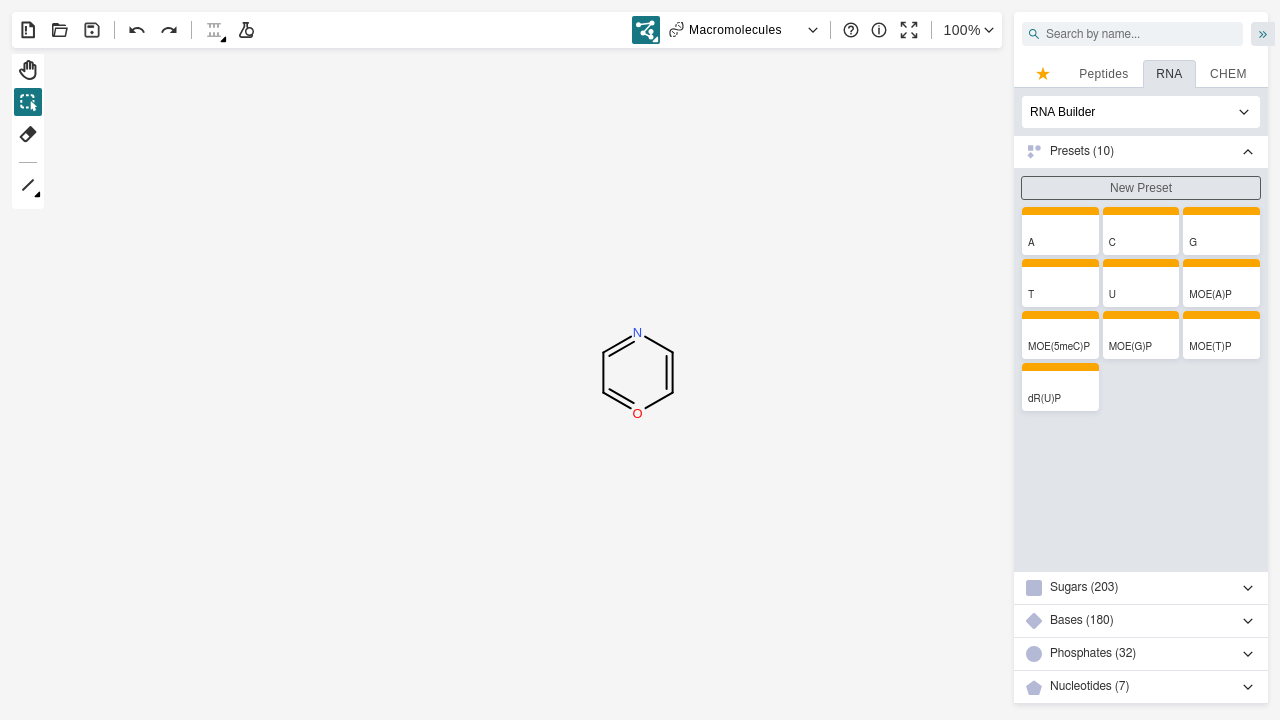 Macromolecules
100%
Search by name...
Peptides
RNA
CHEM
RNA Builder
Presets (10)
New Preset
A
C
G
T
U
MOE(A)P
MOE(5meC)P
MOE(G)P
MOE(T)P
dR(U)P
N
O
Sugars (203)
Bases (180)
Phosphates (32)
Nucleotides (7)